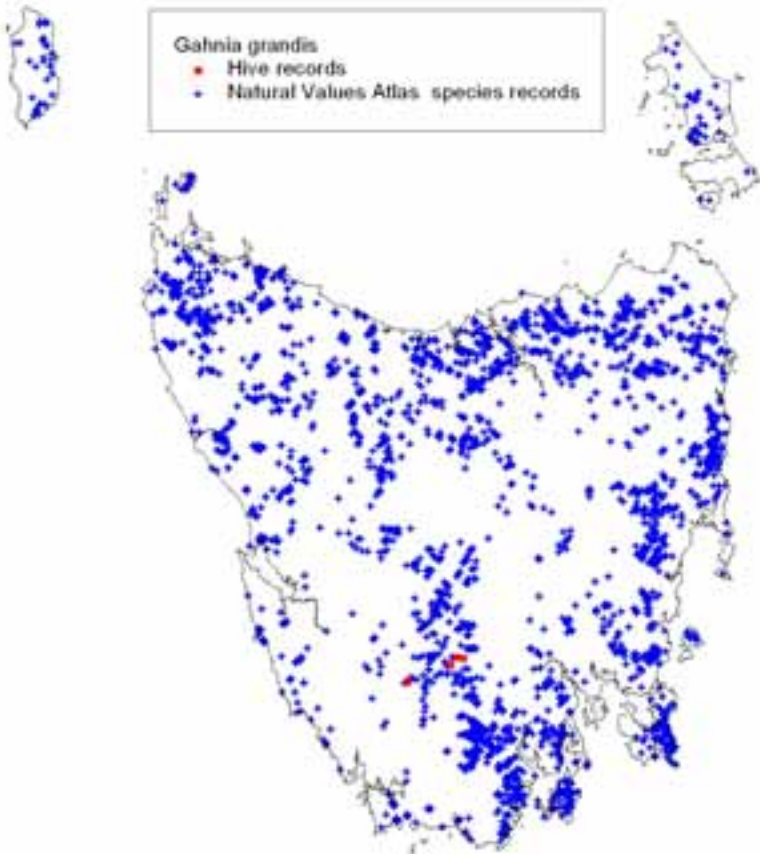 Gahnia grandis
Hive records
Natural Values Atlas species records